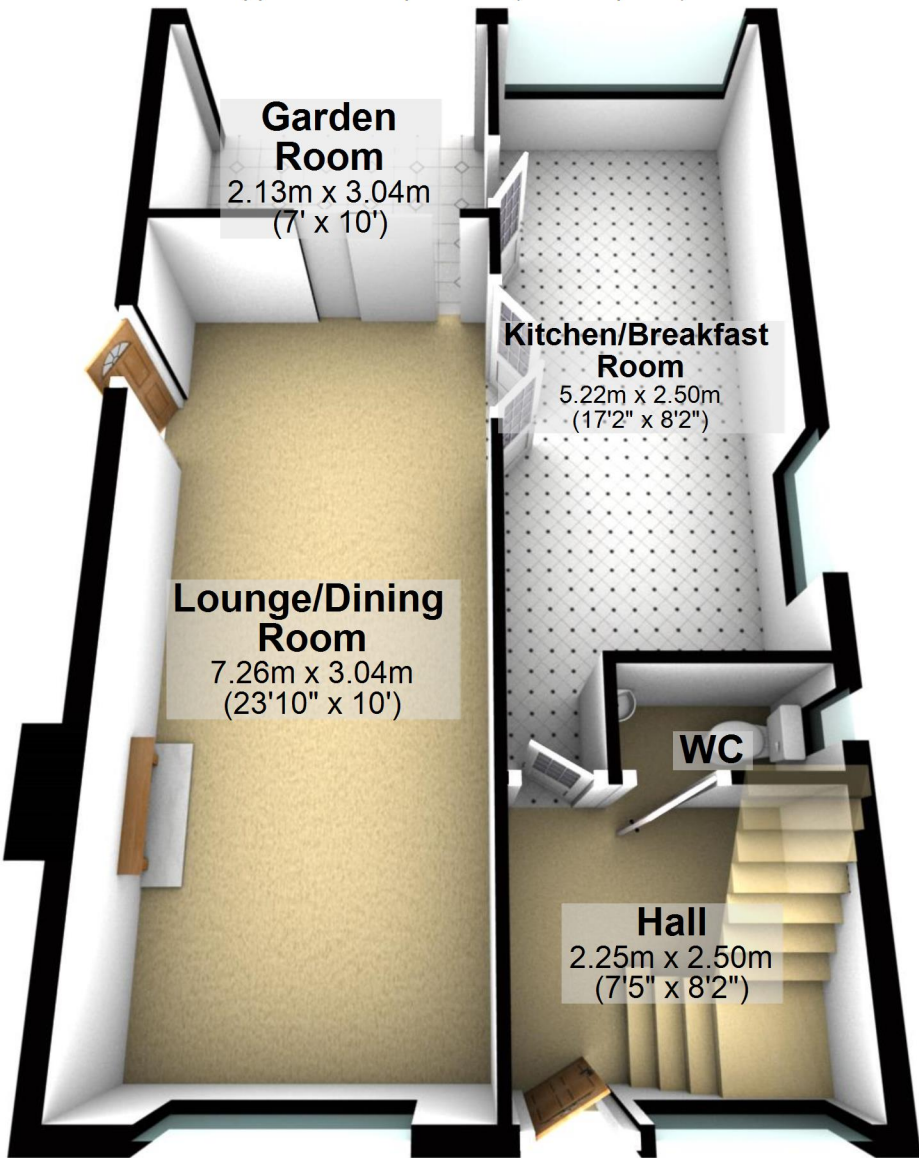 Garden
Room
2.13m x 3.04m
(7' x 10')
Kitchen/Breakfast
Room
5.22m x 2.50m
(17'2" x 8'2")
Lounge/Dining
Room
7.26m x 3.04m
(23'10" x 10')
WC
Hall
2.25m x 2.50m
(7'5" x 8'2")